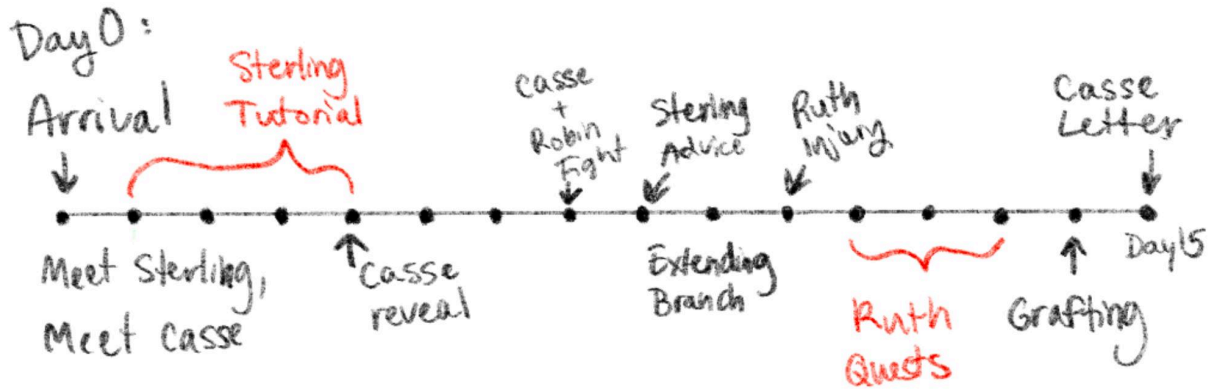 Day 0:
Arrival
Sterling
Tutorial
Casse
+
Robin
Fight
Sterling
Advice
Ruth
Injury
Casse
Letter
Meet Sterling,
Meet Casse
Casse
reveal
Extending
Branch
Ruth
Quests
Grafting
Day 15